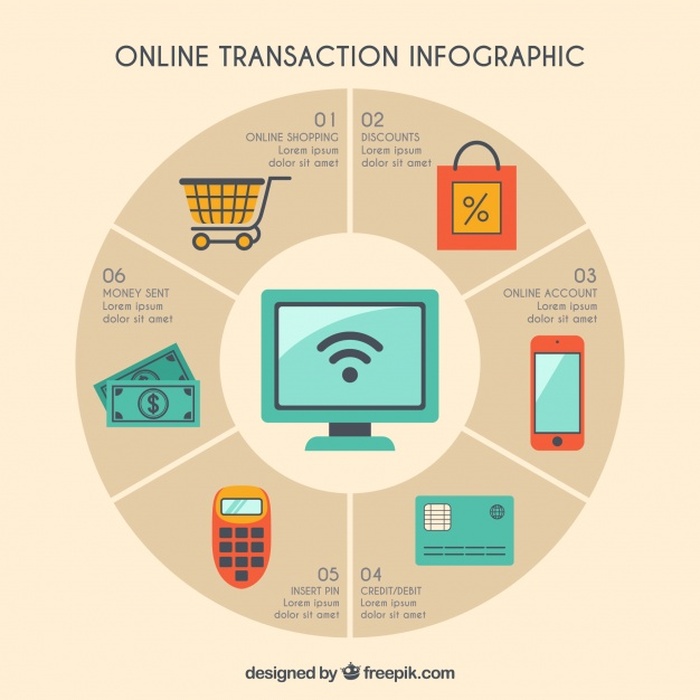 ONLINE TRANSACTION INFOGRAPHIC
01
ONLINE SHOPPING
Lorem ipsum
dolor sit amet
02
DISCOUNTS
Lorem ipsum
dolor sit amet
%
03
ONLINE ACCOUNT
Lorem ipsum
dolor sit amet
04
CREDIT/DEBIT
Lorem ipsum
dolor sit amet
05
INSERT PIN
Lorem ipsum
dolor sit amet
06
MONEY SENT
Lorem ipsum
dolor sit amet
$
designed by freepik.com